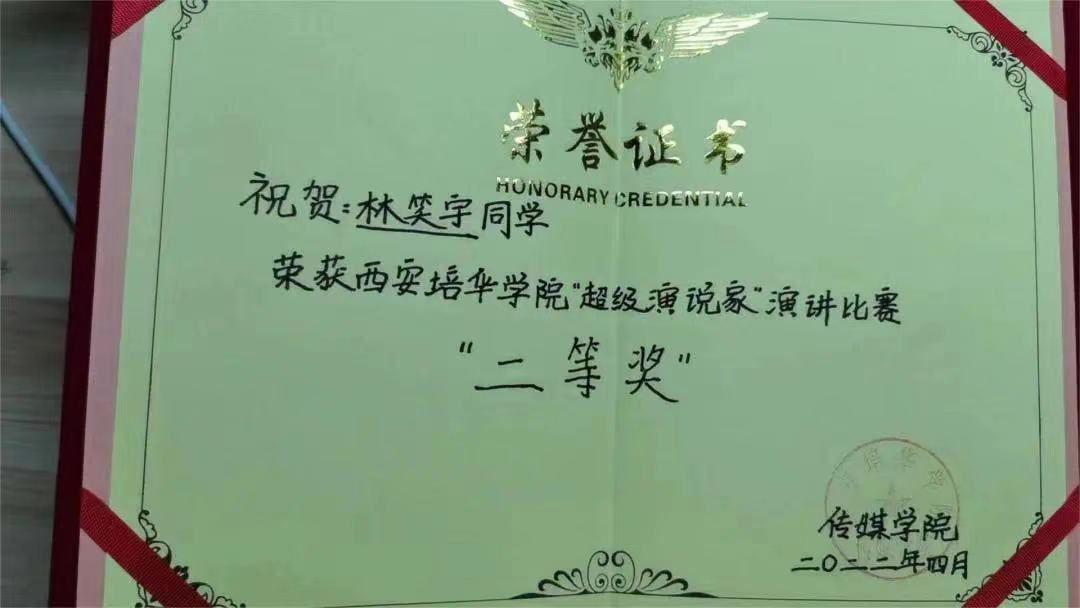 荣誉证书
HONORARY CREDENTIAL
祝贺:林笑宇同学
荣获西安培华学院"超级演说家"演讲比赛
"二等奖"
传媒学院
二〇二二年四月